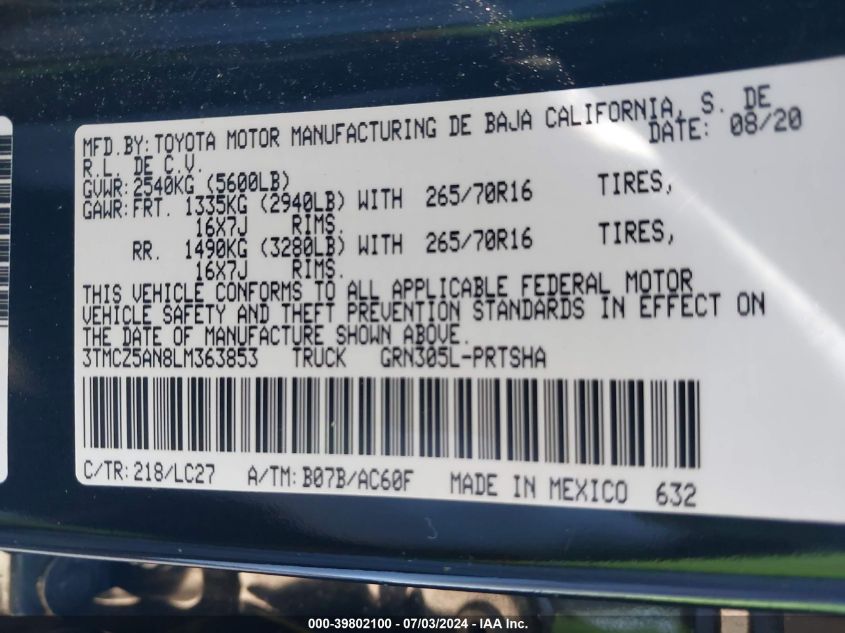 MFD.BY: TOYOTA MOTOR MANUFACTURING DE BAJA CALIFORNIA, S. DE
R.L. DE C.V. DATE: 08/20
GVWR: 2540KG (5600LB)
GAWR: FRT. 1335KG (2940LB) WITH 265/70R16 TIRES,
16X7J RIMS.
RR. 1490KG (3280LB) WITH 265/70R16 TIRES,
16X7J RIMS.
THIS VEHICLE CONFORMS TO ALL APPLICABLE FEDERAL MOTOR
VEHICLE SAFETY AND THEFT PREVENTION STANDARDS IN EFFECT ON
THE DATE OF MANUFACTURE SHOWN ABOVE.
3TMCZ5AN8LM363853 TRUCK GRN305L-PRTSHA
C/TR: 218/LC27 A/TM: B07B/AC60F MADE IN MEXICO 632
000-39802100 - 07/03/2024 - IAA Inc.